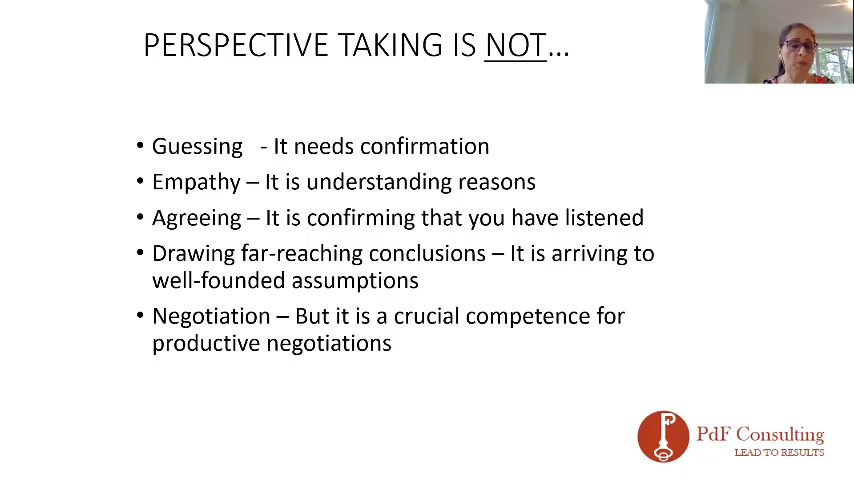 PERSPECTIVE TAKING IS NOT...
• Guessing - It needs confirmation
• Empathy – It is understanding reasons
• Agreeing – It is confirming that you have listened
• Drawing far-reaching conclusions – It is arriving to
well-founded assumptions
• Negotiation – But it is a crucial competence for
productive negotiations
PdF Consulting
LEAD TO RESULTS